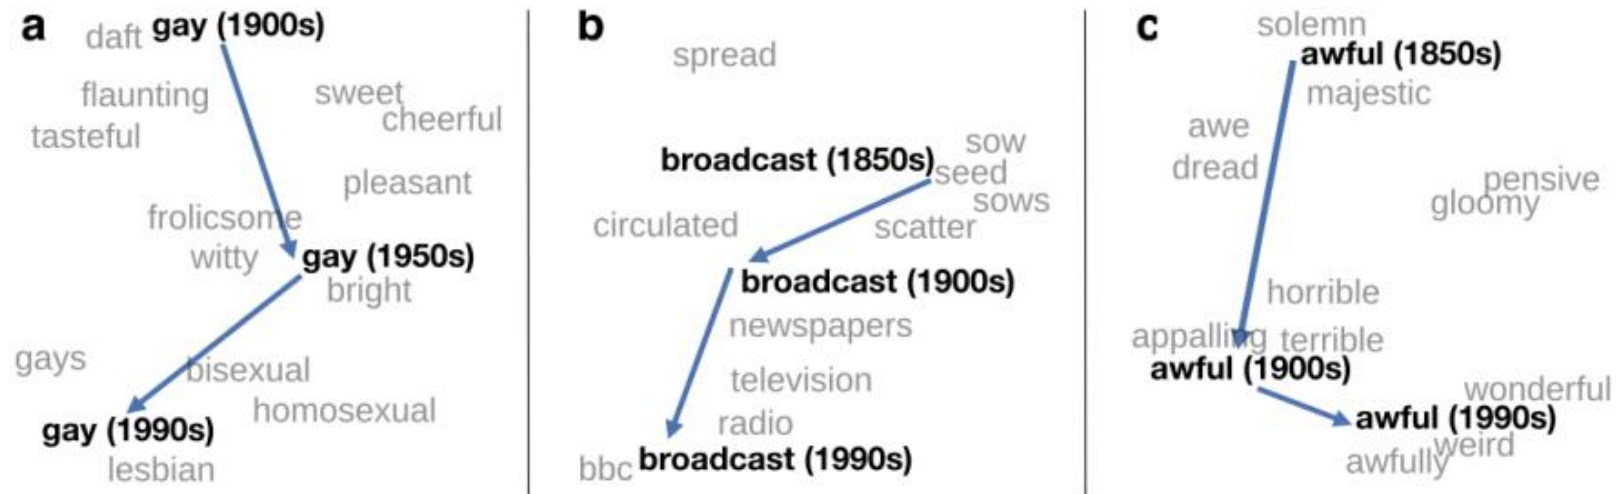 a
daft gay (1900s)
flaunting sweet
cheerful
tasteful
pleasant
frolicsome
witty gay (1950s)
bright
gays
bisexual
homosexual
gay (1990s)
lesbian
b
spread
sow
broadcast (1850s)
seed
sows
circulated scatter
broadcast (1900s)
newspapers
television
radio
bbc broadcast (1990s)
c
solemn
awful (1850s)
majestic
awe
dread
pensive
gloomy
horrible
appalling terrible
awful (1900s)
wonderful
awful (1990s)
weird
awfully